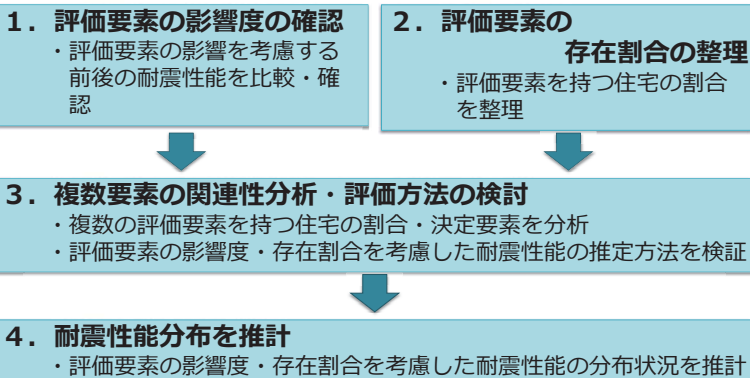 １．評価要素の影響度の確認
・評価要素の影響を考慮する
前後の耐震性能を比較・確
認
２．評価要素の
存在割合の整理
・評価要素を持つ住宅の割合
を整理
３．複数要素の関連性分析・評価方法の検討
・複数の評価要素を持つ住宅の割合・決定要素を分析
・評価要素の影響度・存在割合を考慮した耐震性能の推定方法を検証
４．耐震性能分布を推計
・評価要素の影響度・存在割合を考慮した耐震性能の分布状況を推計